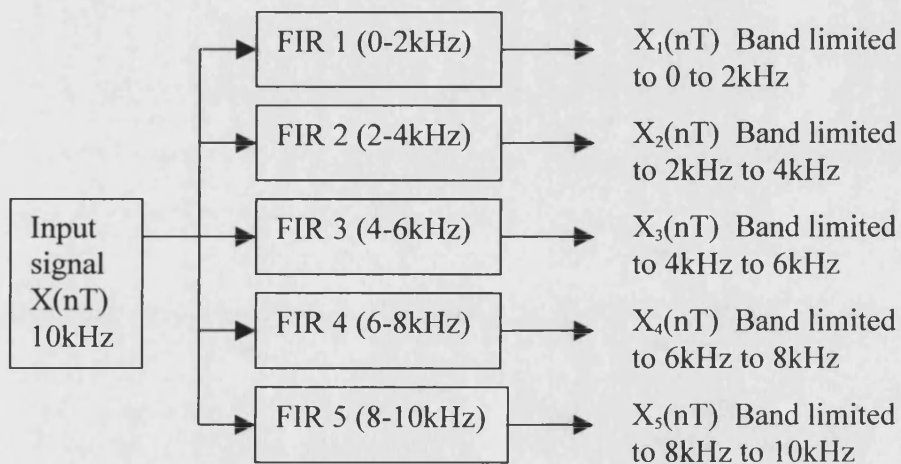 FIR 1 (0-2kHz)
X₁(nT) Band limited
to 0 to 2kHz
FIR 2 (2-4kHz)
X₂(nT) Band limited
to 2kHz to 4kHz
Input
signal
X(nT)
10kHz
FIR 3 (4-6kHz)
X₃(nT) Band limited
to 4kHz to 6kHz
FIR 4 (6-8kHz)
X₄(nT) Band limited
to 6kHz to 8kHz
FIR 5 (8-10kHz)
X₅(nT) Band limited
to 8kHz to 10kHz